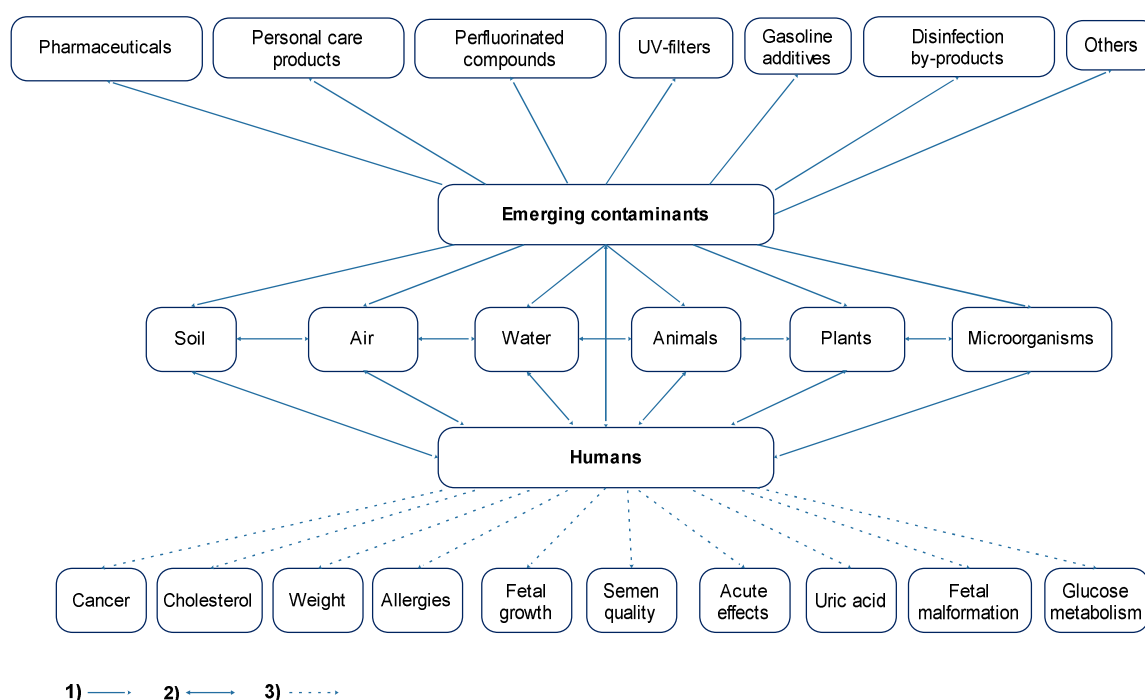 Pharmaceuticals
Personal care
products
Perfluorinated
compounds
UV-filters
Gasoline
additives
Disinfection
by-products
Others
Emerging contaminants
Soil
Air
Water
Animals
Plants
Microorganisms
Humans
Cancer
Cholesterol
Weight
Allergies
Fetal
growth
Semen
quality
Acute
effects
Uric acid
Fetal
malformation
Glucose
metabolism
1)
2)
3)